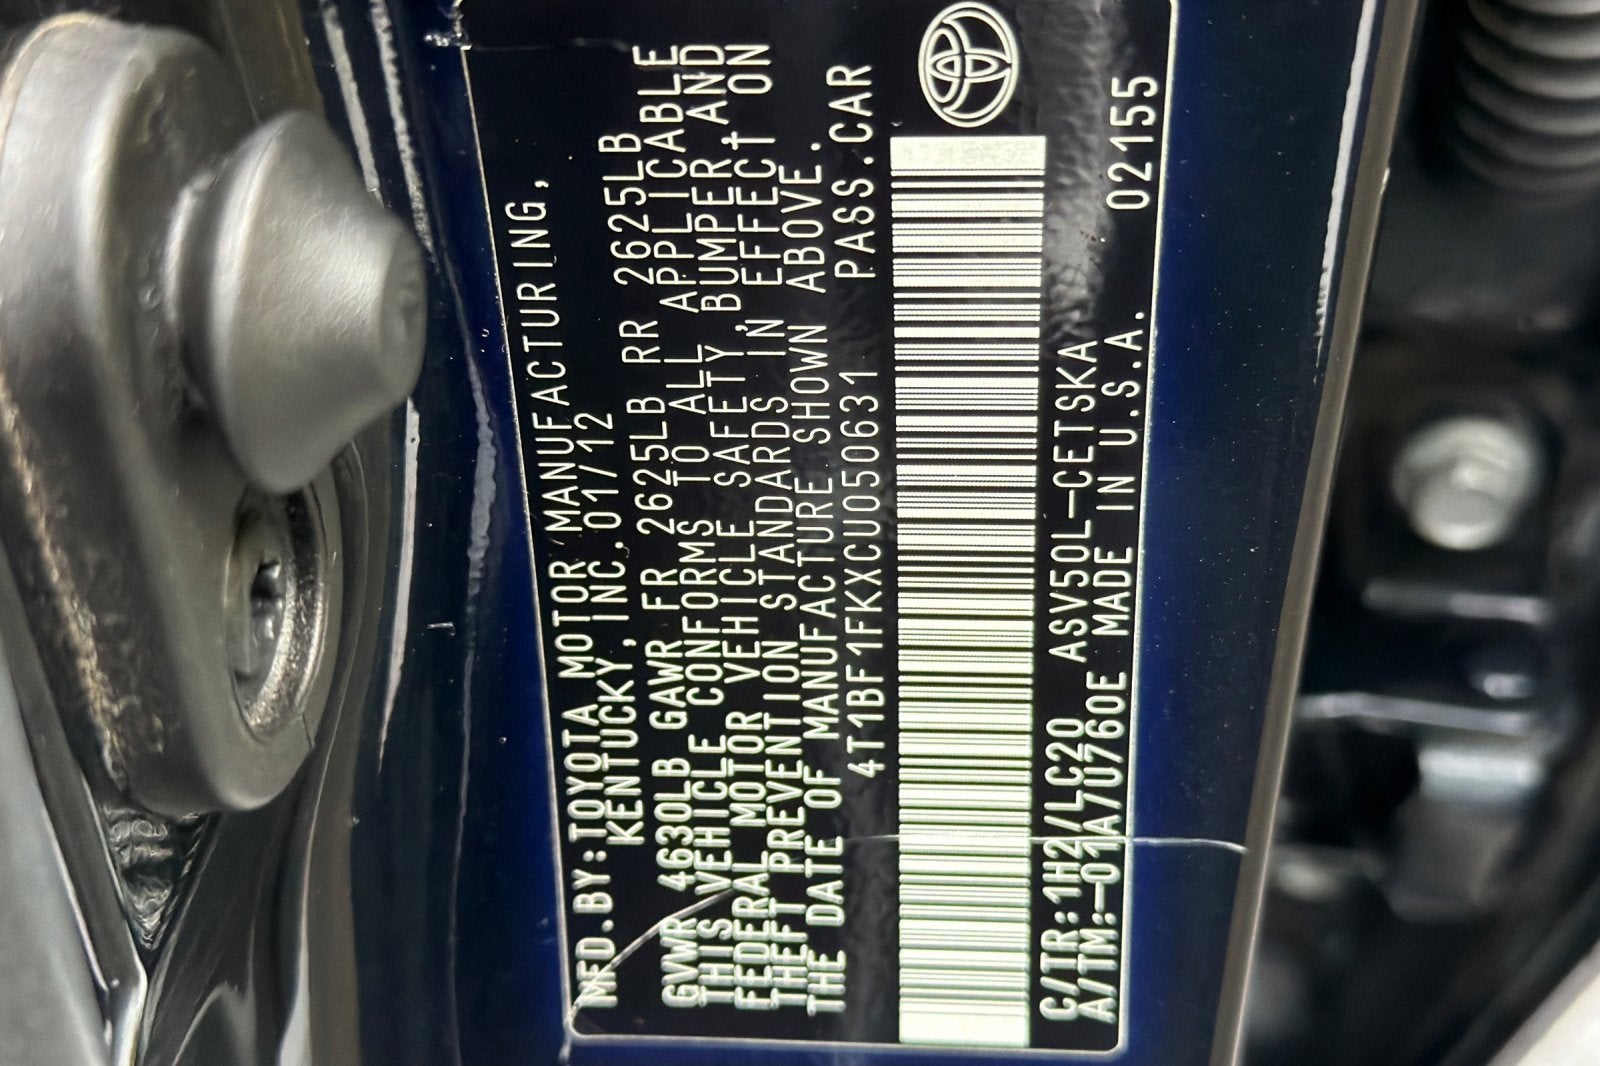 MFD.BY:TOYOTA MOTOR MANUFACTURING,
KENTUCKY, INC.01/12
GVWR 4630LB GAWR FR 2625LB RR 2625LB
THIS VEHICLE CONFORMS TO ALL APPLICABLE
FEDERAL MOTOR VEHICLE SAFETY, BUMPER AND
THEFT PREVENTION STANDARDS IN EFFECT ON
THE DATE OF MANUFACTURE SHOWN ABOVE.
4T1BF1FKXCU050631 PASS.CAR
C/TR:1H2/LC20 ASV50L-CETSKA
A/TM:-01A/U760E MADE IN U.S.A. 02155